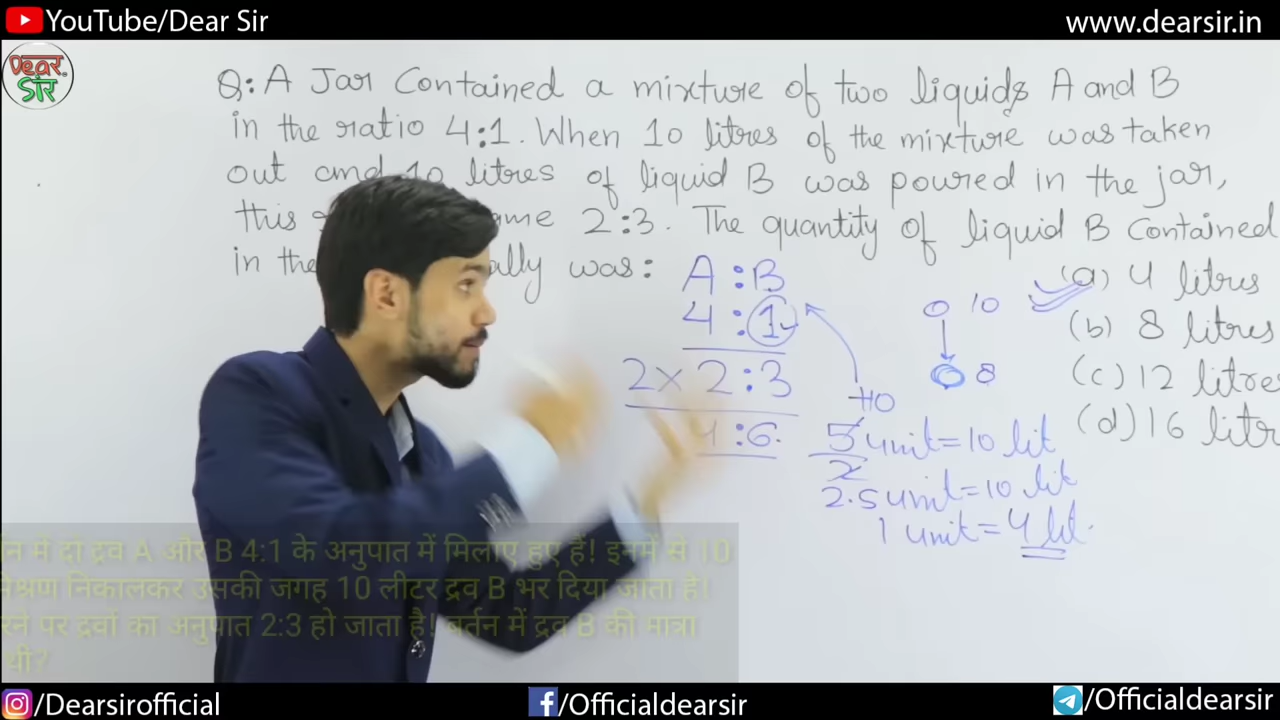 YouTube/Dear Sir
www.dearsir.in
Dear
Sir
Q: A Jar Contained a mixture of two liquids A and B
in the ratio 4:1. When 10 litres of the mixture was taken
out and 10 litres of liquid B was poured in the jar,
this ame 2:3. The quantity of liquid B Contained
in the ally was:
A:B
4:1
2x 2:3
4:6
10
8
+10
5/2 unit=10 lit
2.5 unit=10 lit
1 unit=4 lit
(a) 4 litres
(b) 8 litres
(c) 12 litre
(d) 16 litr
में दो द्रव A और B 4:1 के अनुपात में मिलाए हुए हैं! इनमें से 10
निकालकर उसकी जगह 10 लीटर द्रव B भर दिया जाता है!
रने पर द्रवों का अनुपात 2:3 हो जाता है! बर्तन में द्रव B की मात्रा
थी?
/Dearsirofficial
/Officialdearsir
/Officialdearsir